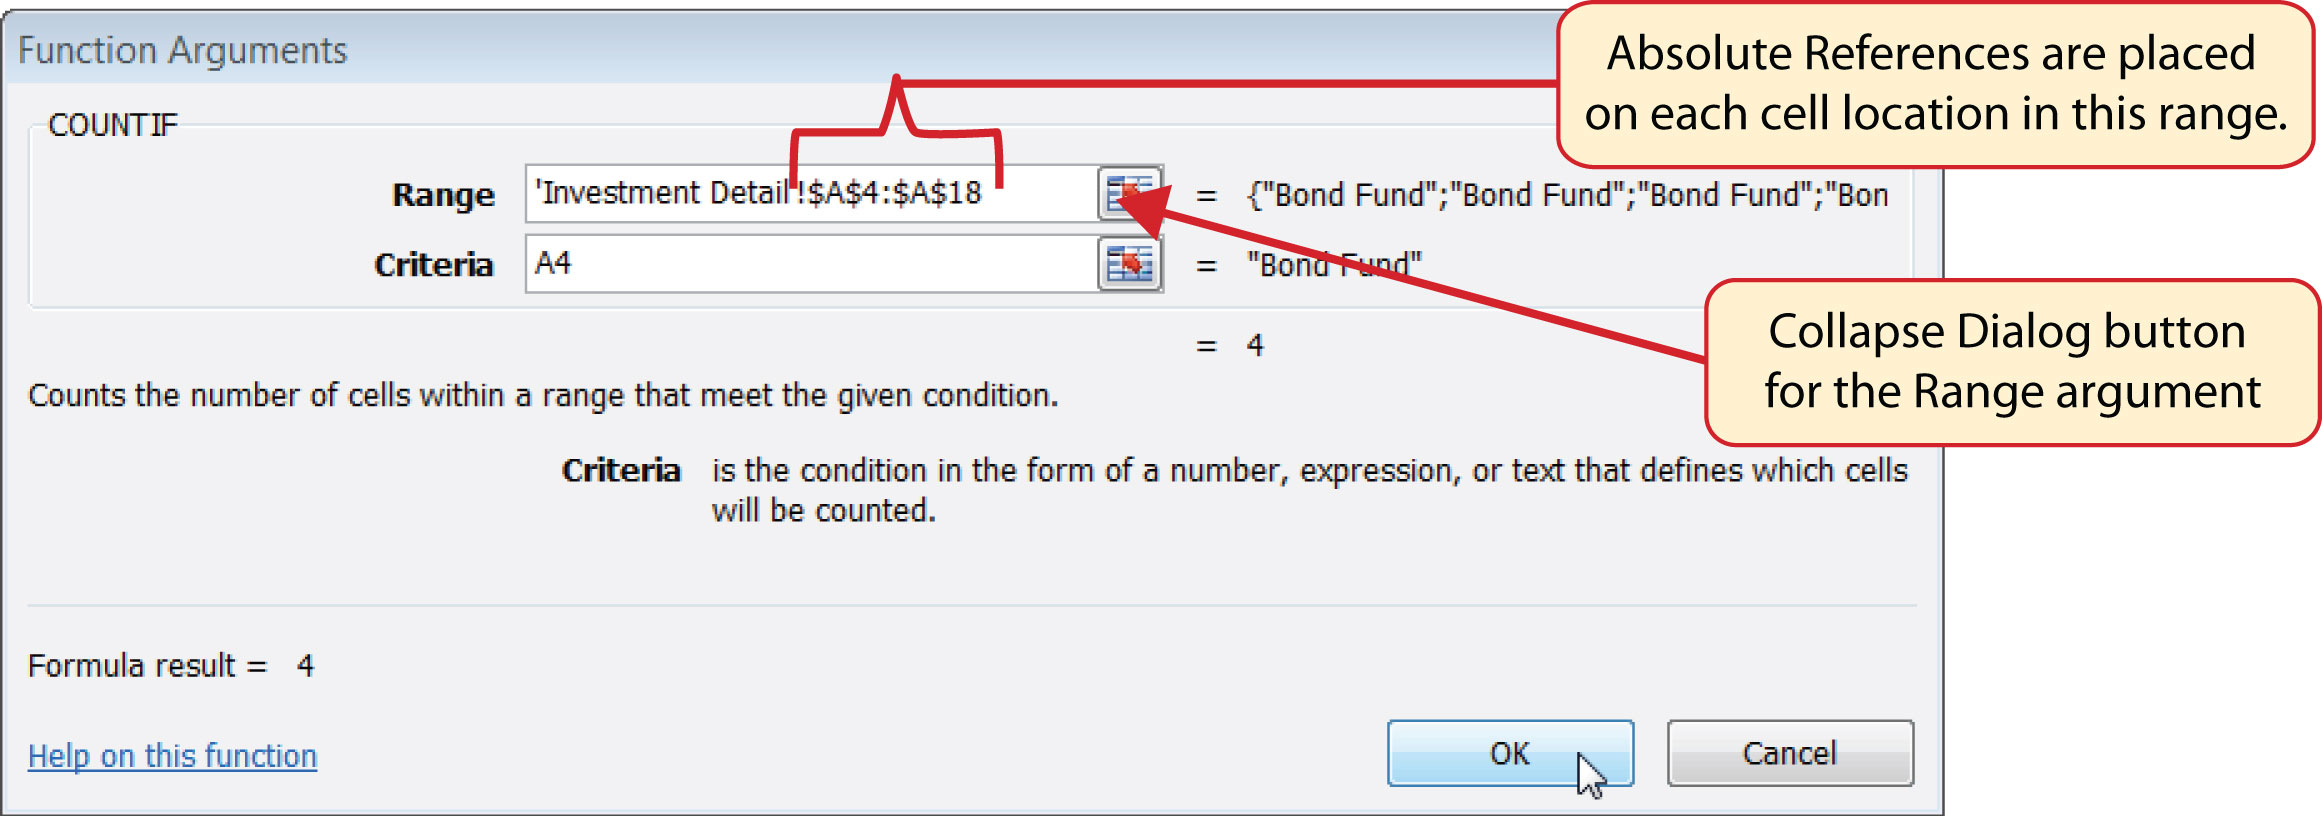 Function Arguments
Absolute References are placed
on each cell location in this range.
COUNTIF
Range 'Investment Detail'!$A$4:$A$18 = {"Bond Fund";"Bond Fund";"Bond Fund";"Bon
Criteria A4 = "Bond Fund"
= 4
Collapse Dialog button
for the Range argument
Counts the number of cells within a range that meet the given condition.
Criteria is the condition in the form of a number, expression, or text that defines which cells
will be counted.
Formula result = 4
Help on this function
OK
Cancel